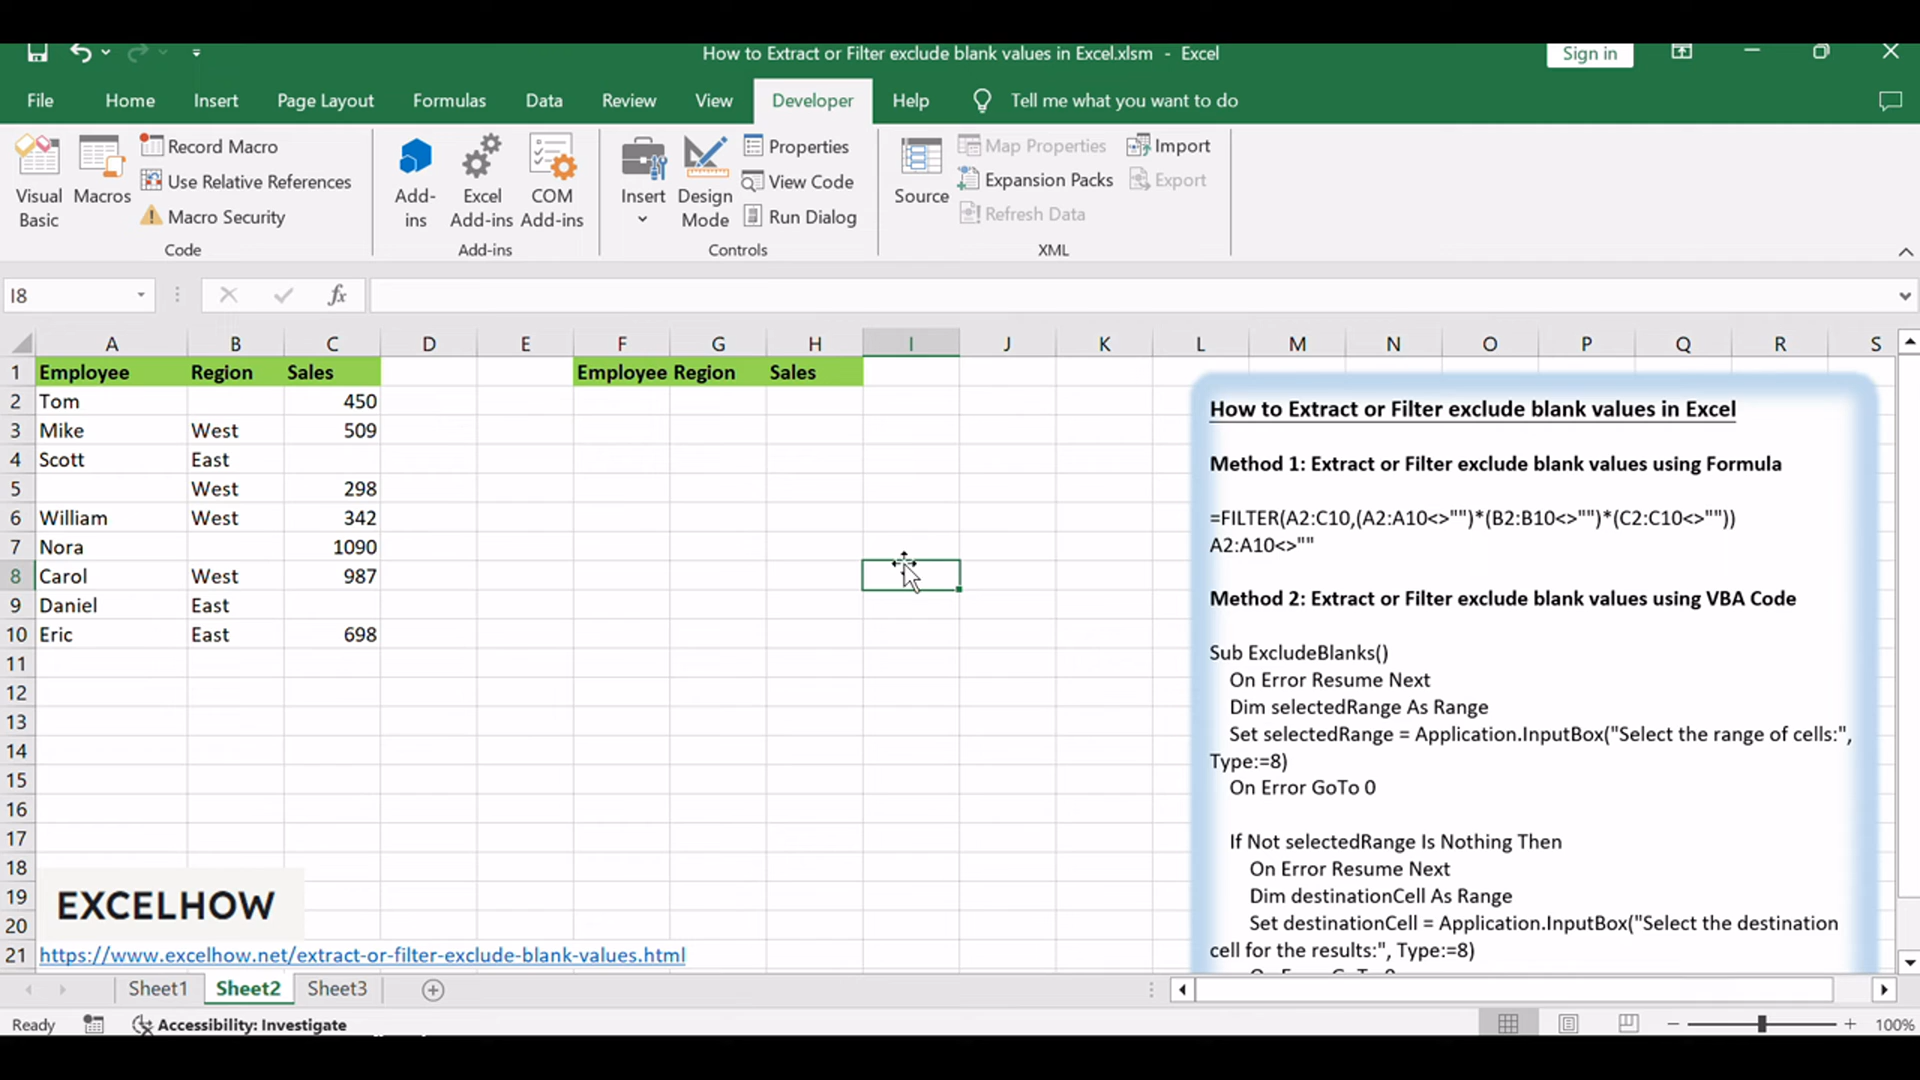 How to Extract or Filter exclude blank values in Excel.xlsm - Excel
Sign in
File Home Insert Page Layout Formulas Data Review View Developer Help Tell me what you want to do
Visual Basic
Macros
Record Macro
Use Relative References
Macro Security
Code
Add-ins
Excel Add-ins
COM Add-ins
Add-ins
Insert
Design Mode
Properties
View Code
Run Dialog
Controls
Source
Map Properties
Expansion Packs
Refresh Data
Import
Export
XML
I8
fx
A B C D E F G H I J K L M N O P Q R S
1 Employee Region Sales Employee Region Sales
2 Tom 450
3 Mike West 509
4 Scott East
5 West 298
6 William West 342
7 Nora 1090
8 Carol West 987
9 Daniel East
10 Eric East 698
11
12
13
14
15
16
17
18
19
20
21 https://www.excelhow.net/extract-or-filter-exclude-blank-values.html
EXCELHOW
How to Extract or Filter exclude blank values in Excel
Method 1: Extract or Filter exclude blank values using Formula
=FILTER(A2:C10,(A2:A10<>"")*(B2:B10<>"")*(C2:C10<>""))
A2:A10<>""
Method 2: Extract or Filter exclude blank values using VBA Code
Sub ExcludeBlanks()
On Error Resume Next
Dim selectedRange As Range
Set selectedRange = Application.InputBox("Select the range of cells:",
Type:=8)
On Error GoTo 0
If Not selectedRange Is Nothing Then
On Error Resume Next
Dim destinationCell As Range
Set destinationCell = Application.InputBox("Select the destination
cell for the results:", Type:=8)
On Error GoTo 0
Sheet1 Sheet2 Sheet3
Ready
Accessibility: Investigate
100%